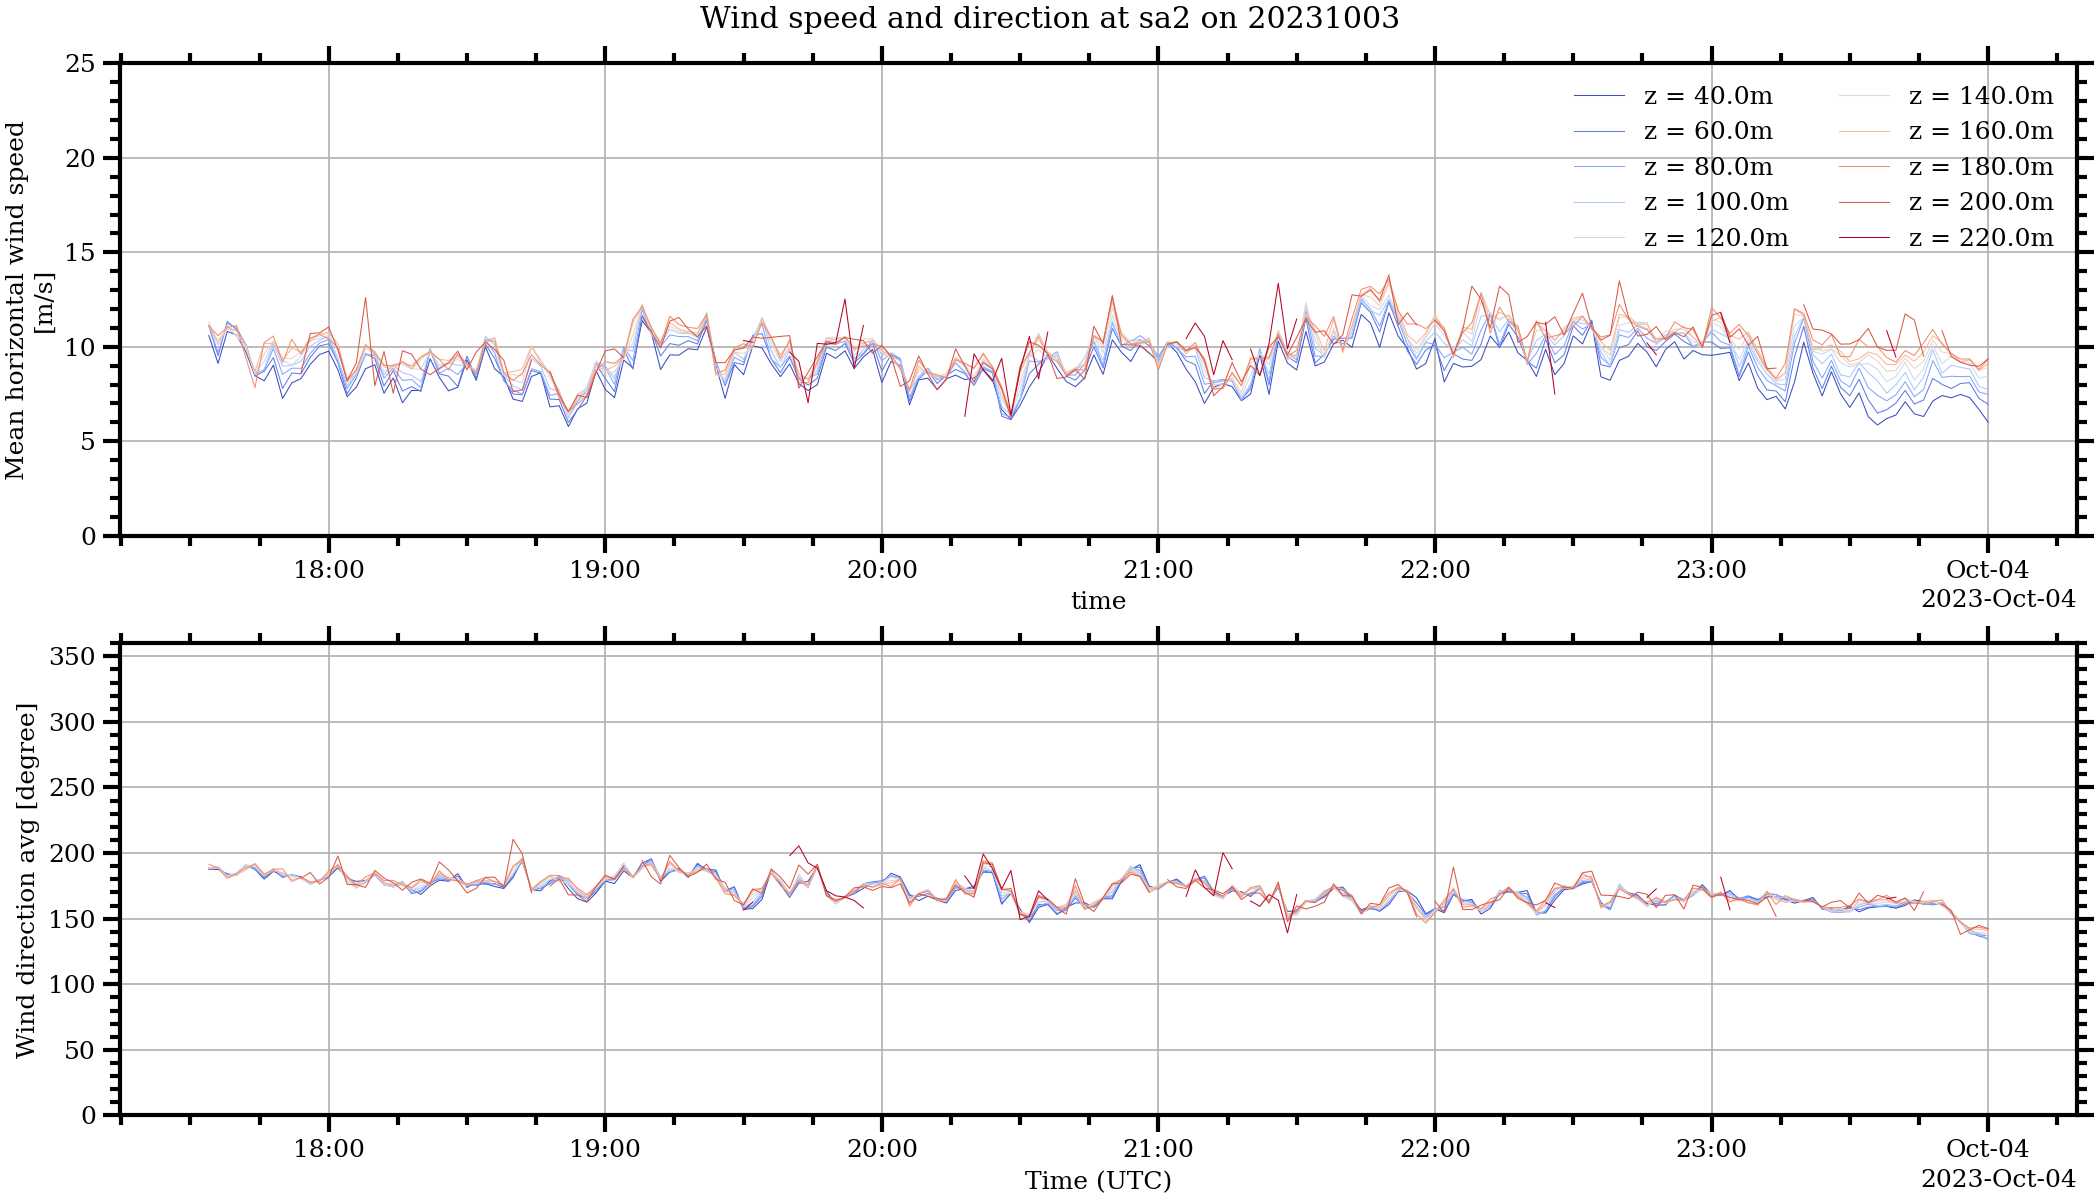 Wind speed and direction at sa2 on 20231003
Mean horizontal wind speed
[m/s]
25
20
15
10
5
0
z = 40.0m
z = 60.0m
z = 80.0m
z = 100.0m
z = 120.0m
z = 140.0m
z = 160.0m
z = 180.0m
z = 200.0m
z = 220.0m
18:00 19:00 20:00 21:00 22:00 23:00 Oct-04
time
2023-Oct-04
Wind direction avg [degree]
350
300
250
200
150
100
50
0
18:00 19:00 20:00 21:00 22:00 23:00 Oct-04
Time (UTC)
2023-Oct-04